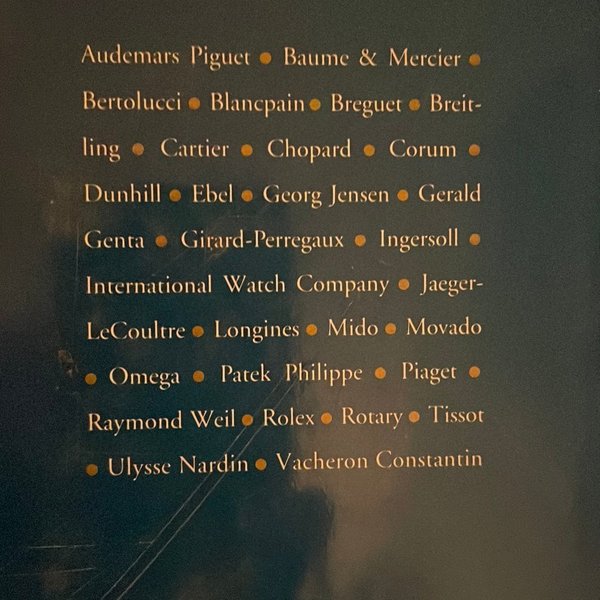 Audemars Piguet • Baume & Mercier •
Bertolucci • Blancpain • Breguet • Breit-
ling • Cartier • Chopard • Corum •
Dunhill • Ebel • Georg Jensen • Gerald
Genta • Girard-Perregaux • Ingersoll •
International Watch Company • Jaeger-
LeCoultre • Longines • Mido • Movado
• Omega • Patek Philippe • Piaget •
Raymond Weil • Rolex • Rotary • Tissot
• Ulysse Nardin • Vacheron Constantin